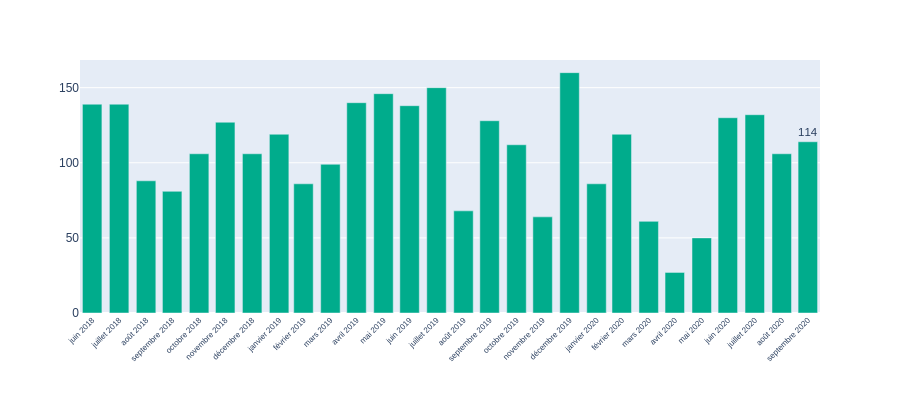 150
100
50
0
114
juin 2018
juillet 2018
août 2018
septembre 2018
octobre 2018
novembre 2018
décembre 2018
janvier 2019
février 2019
mars 2019
avril 2019
mai 2019
juin 2019
juillet 2019
août 2019
septembre 2019
octobre 2019
novembre 2019
décembre 2019
janvier 2020
février 2020
mars 2020
avril 2020
mai 2020
juin 2020
juillet 2020
août 2020
septembre 2020